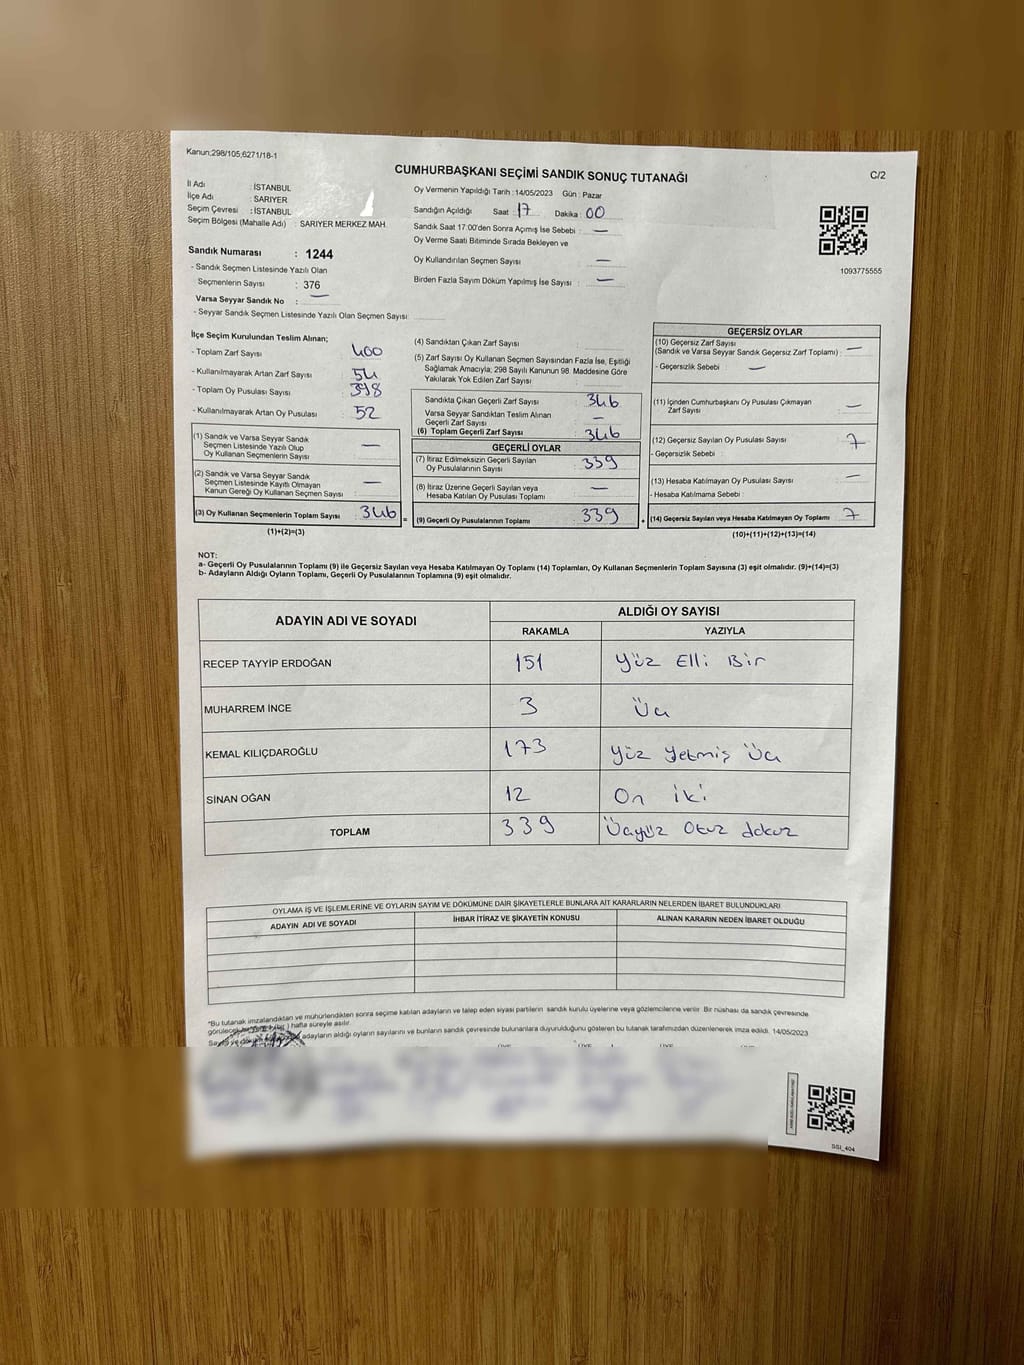 Kanun;298/105,6271/18-1
CUMHURBAŞKANI SEÇİMİ SANDIK SONUÇ TUTANAĞI
C/2
İl Adı : İSTANBUL
İlçe Adı : SARIYER
Seçim Çevresi : İSTANBUL
Seçim Bölgesi (Mahalle Adı) : SARIYER MERKEZ MAH.
Sandık Numarası : 1244
- Sandık Seçmen Listesinde Yazılı Olan
Seçmenlerin Sayısı : 376
Varsa Seyyar Sandık No : —
- Seyyar Sandık Seçmen Listesinde Yazılı Olan Seçmen Sayısı:
Oy Vermenin Yapıldığı Tarih : 14/05/2023 Gün : Pazar
Sandığın Açıldığı Saat : 17 Dakika : 00
Sandık Saat 17:00'den Sonra Açımış İse Sebebi : —
Oy Verme Saati Bitiminde Sırada Bekleyen ve
Oy Kullandırılan Seçmen Sayısı : —
Birden Fazla Sayım Döküm Yapılmış İse Sayısı : —
1093775555
İlçe Seçim Kurulundan Teslim Alınan;
- Toplam Zarf Sayısı : 400
- Kullanılmayarak Artan Zarf Sayısı : 54
- Toplam Oy Pusulası Sayısı : 398
- Kullanılmayarak Artan Oy Pusulası : 52
(1) Sandık ve Varsa Seyyar Sandık
Seçmen Listesinde Yazılı Olup
Oy Kullanan Seçmenlerin Sayısı : —
(2) Sandık ve Varsa Seyyar Sandık
Seçmen Listesinde Kayıtlı Olmayan
Kanun Gereği Oy Kullanan Seçmen Sayısı : —
(3) Oy Kullanan Seçmenlerin Toplam Sayısı : 346
(1)+(2)=(3)
(4) Sandıktan Çıkan Zarf Sayısı :
(5) Zarf Sayısı Oy Kullanan Seçmen Sayısından Fazla İse, Eşitliği
Sağlamak Amacıyla; 298 Sayılı Kanunun 98. Maddesine Göre
Yakılarak Yok Edilen Zarf Sayısı :
Sandıkta Çıkan Geçerli Zarf Sayısı : 346
Varsa Seyyar Sandıktan Teslim Alınan
Geçerli Zarf Sayısı : —
(6) Toplam Geçerli Zarf Sayısı : 346
GEÇERLİ OYLAR
(7) İtiraz Edilmeksizin Geçerli Sayılan
Oy Pusulalarının Sayısı : 339
(8) İtiraz Üzerine Geçerli Sayılan veya
Hesaba Katılan Oy Pusulası Toplamı : —
(9) Geçerli Oy Pusulalarının Toplamı : 339
GEÇERSİZ OYLAR
(10) Geçersiz Zarf Sayısı
(Sandık ve Varsa Seyyar Sandık Geçersiz Zarf Toplamı) : —
- Geçersizlik Sebebi : —
(11) İçinden Cumhurbaşkanı Oy Pusulası Çıkmayan
Zarf Sayısı : —
(12) Geçersiz Sayılan Oy Pusulası Sayısı : 7
- Geçersizlik Sebebi :
(13) Hesaba Katılmayan Oy Pusulası Sayısı : —
- Hesaba Katılmama Sebebi :
(14) Geçersiz Sayılan veya Hesaba Katılmayan Oy Toplamı : 7
(10)+(11)+(12)+(13)=(14)
NOT:
a- Geçerli Oy Pusulalarının Toplamı (9) ile Geçersiz Sayılan veya Hesaba Katılmayan Oy Toplamı (14) Toplamları, Oy Kullanan Seçmenlerin Toplam Sayısına (3) eşit olmalıdır. (9)+(14)=(3)
b- Adayların Aldığı Oyların Toplamı, Geçerli Oy Pusulalarının Toplamına (9) eşit olmalıdır.
ADAYIN ADI VE SOYADI
ALDIĞI OY SAYISI
RAKAMLA YAZIYLA
RECEP TAYYİP ERDOĞAN 151 Yüz Elli Bir
MUHARREM İNCE 3 Üç
KEMAL KILIÇDAROĞLU 173 Yüz Yetmiş Üç
SİNAN OĞAN 12 On iki
TOPLAM 339 Üçyüz Otuz dokuz
OYLAMA İŞ VE İŞLEMLERİNE VE OYLARIN SAYIM VE DÖKÜMÜNE DAİR ŞİKAYETLERLE BUNLARA AİT KARARLARIN NELERDEN İBARET BULUNDUKLARI
ADAYIN ADI VE SOYADI İHBAR İTİRAZ VE ŞİKAYETİN KONUSU ALINAN KARARIN NEDEN İBARET OLDUĞU
"Bu tutanak imzalandıktan ve mühürlendikten sonra seçime katılan adayların ve talep eden siyasi partilerin sandık kurulu üyelerine veya gözlemcilerine verilir. Bir nüshası da sandık çevresinde
görülecek bir yere ( bir ) hafta süreyle asılır.
adayların aldığı oyların sayılarını ve bunların sandık çevresinde bulunanlara duyurulduğunu gösteren bu tutanak tarafımızdan düzenlenerek imza edildi. 14/05/2023
SSI_404